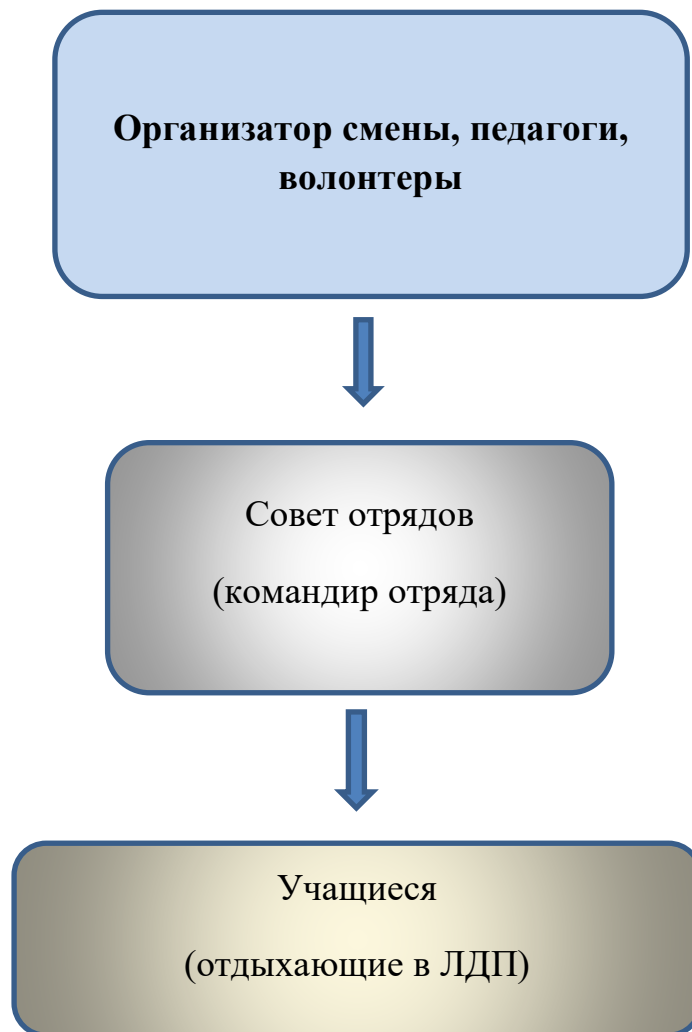 Организатор смены, педагоги,
волонтеры
Совет отрядов
(командир отряда)
Учащиеся
(отдыхающие в ЛДП)